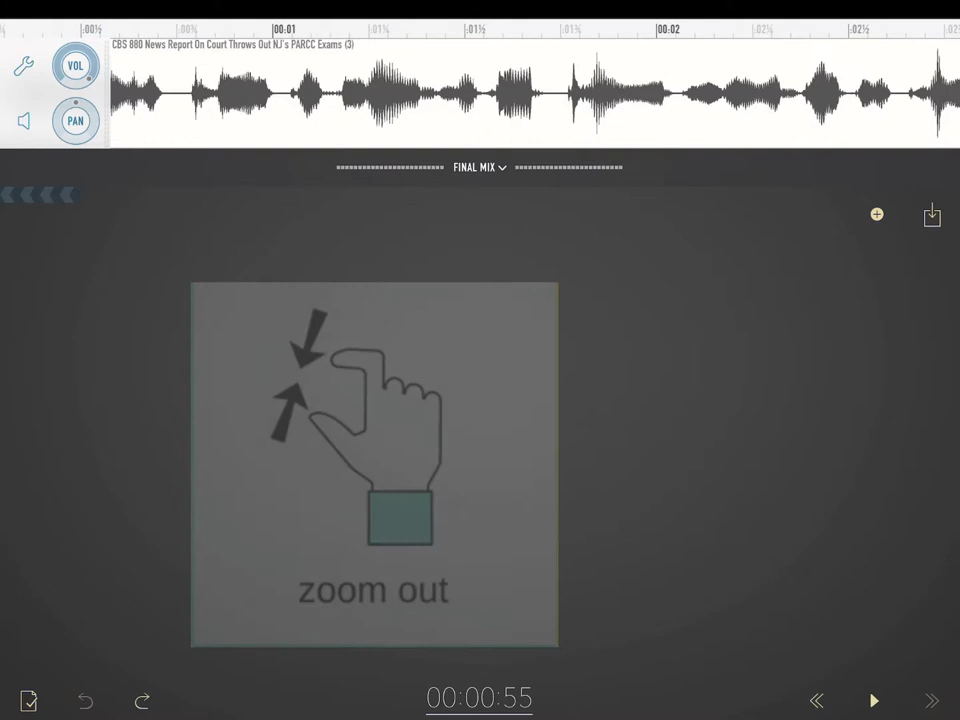 :00½
:00¾
00:01
:01¼
:01½
:01¾
00:02
:02¼
:02½
CBS 880 News Report On Court Throws Out NJ's PARCC Exams (3)
VOL
PAN
FINAL MIX
zoom out
00:00:55